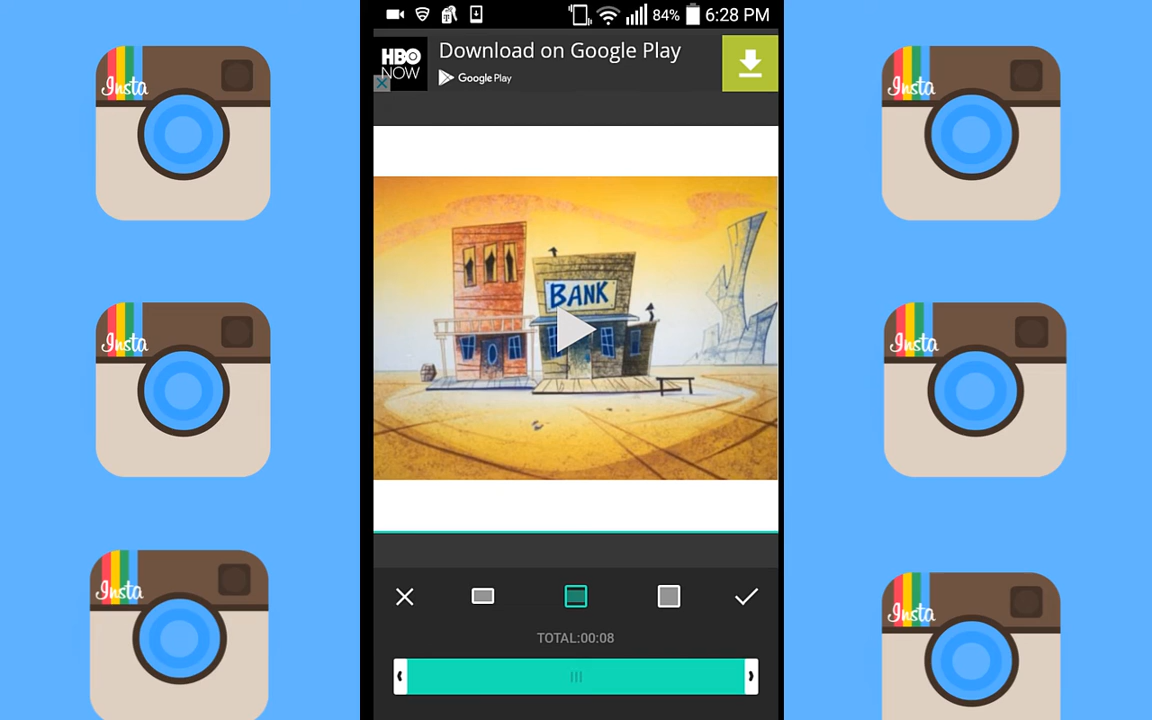 84% 6:28 PM
HBO
NOW
Download on Google Play
Google Play
Insta
Insta
BANK
Insta
Insta
Insta
Insta
TOTAL:00:08